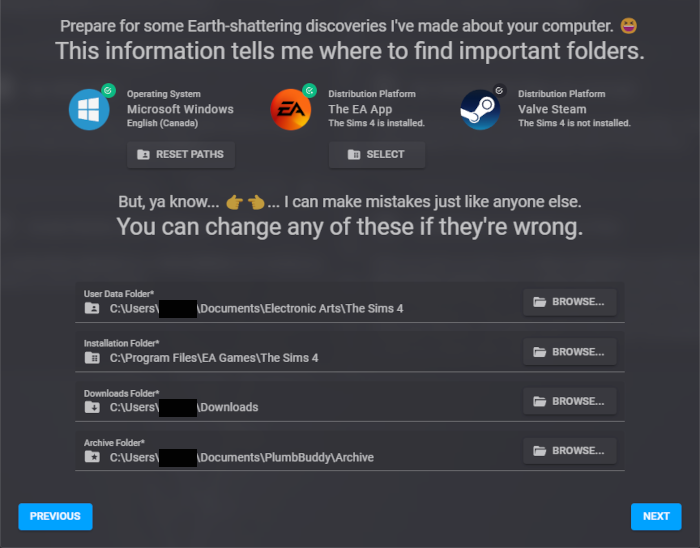 Prepare for some Earth-shattering discoveries I've made about your computer. 😆
This information tells me where to find important folders.
Operating System
Microsoft Windows
English (Canada)
RESET PATHS
EA
Distribution Platform
The EA App
The Sims 4 is installed.
SELECT
Distribution Platform
Valve Steam
The Sims 4 is not installed.
But, ya know... 👉👈... I can make mistakes just like anyone else.
You can change any of these if they're wrong.
User Data Folder*
C:\Users\ \Documents\Electronic Arts\The Sims 4
BROWSE...
Installation Folder*
C:\Program Files\EA Games\The Sims 4
BROWSE...
Downloads Folder*
C:\Users\ \Downloads
BROWSE...
Archive Folder*
C:\Users\ \Documents\PlumbBuddy\Archive
BROWSE...
PREVIOUS
NEXT